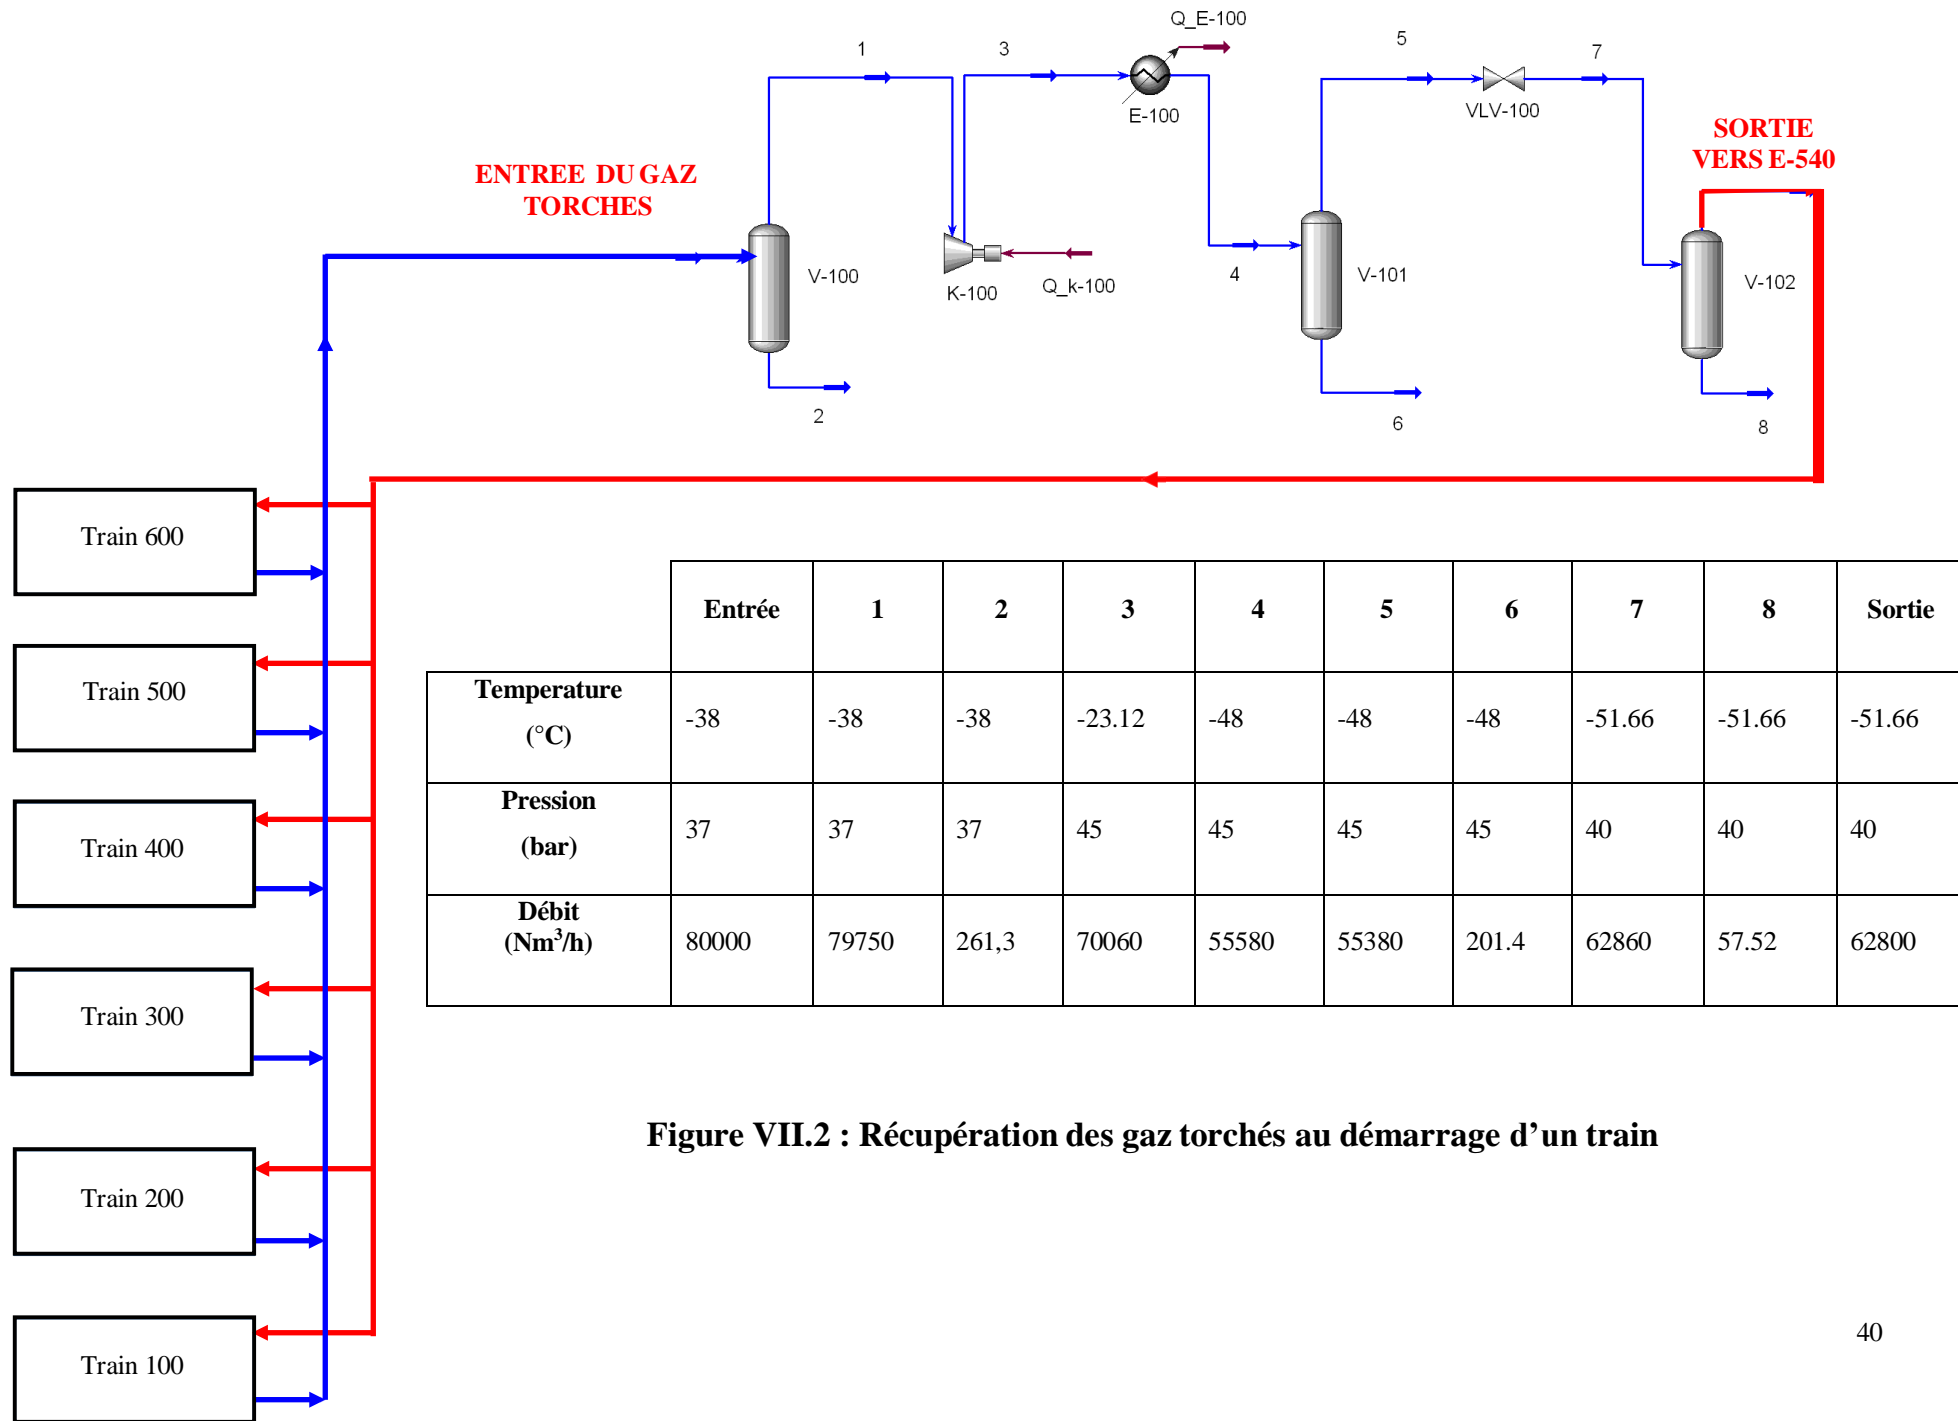 Q_E-100
1
3
5
7
E-100
VLV-100
SORTIE
VERS E-540
ENTREE DU GAZ
TORCHES
V-100
K-100
Q_k-100
4
V-101
V-102
2
6
8
Train 600
Train 500
Train 400
Train 300
Train 200
Train 100
Entrée 1 2 3 4 5 6 7 8 Sortie
Temperature
(°C) -38 -38 -38 -23.12 -48 -48 -48 -51.66 -51.66 -51.66
Pression
(bar) 37 37 37 45 45 45 45 40 40 40
Débit
(Nm³/h) 80000 79750 261,3 70060 55580 55380 201.4 62860 57.52 62800
Figure VII.2 : Récupération des gaz torchés au démarrage d’un train
40